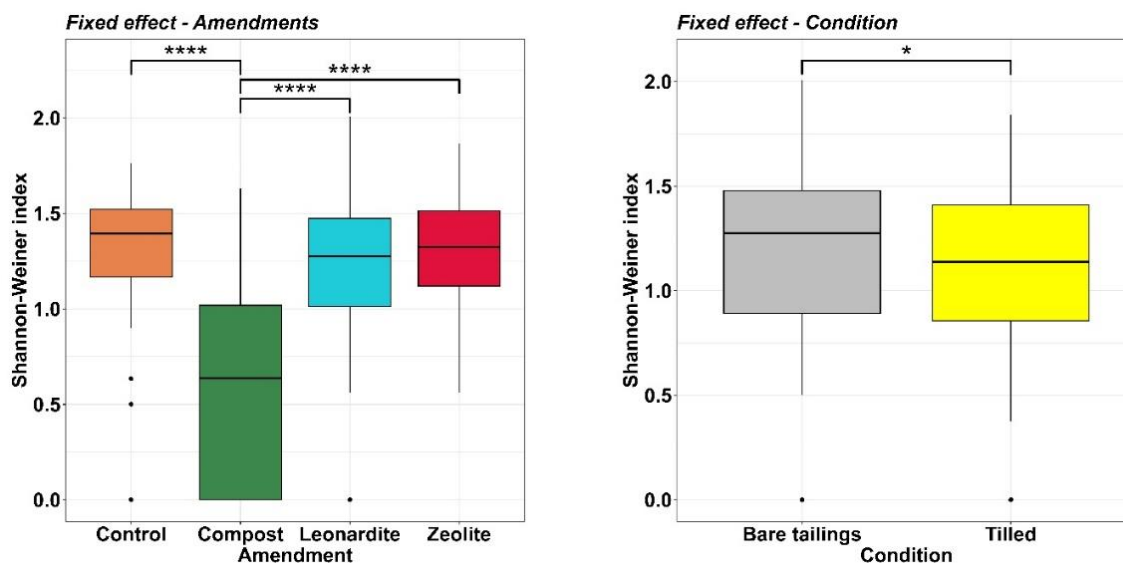 Fixed effect - Amendments
****
****
****
2.0
1.5
1.0
0.5
0.0
Shannon-Weiner index
Control Compost Leonardite Zeolite
Amendment
Fixed effect - Condition
*
2.0
1.5
1.0
0.5
0.0
Shannon-Weiner index
Bare tailings Tilled
Condition